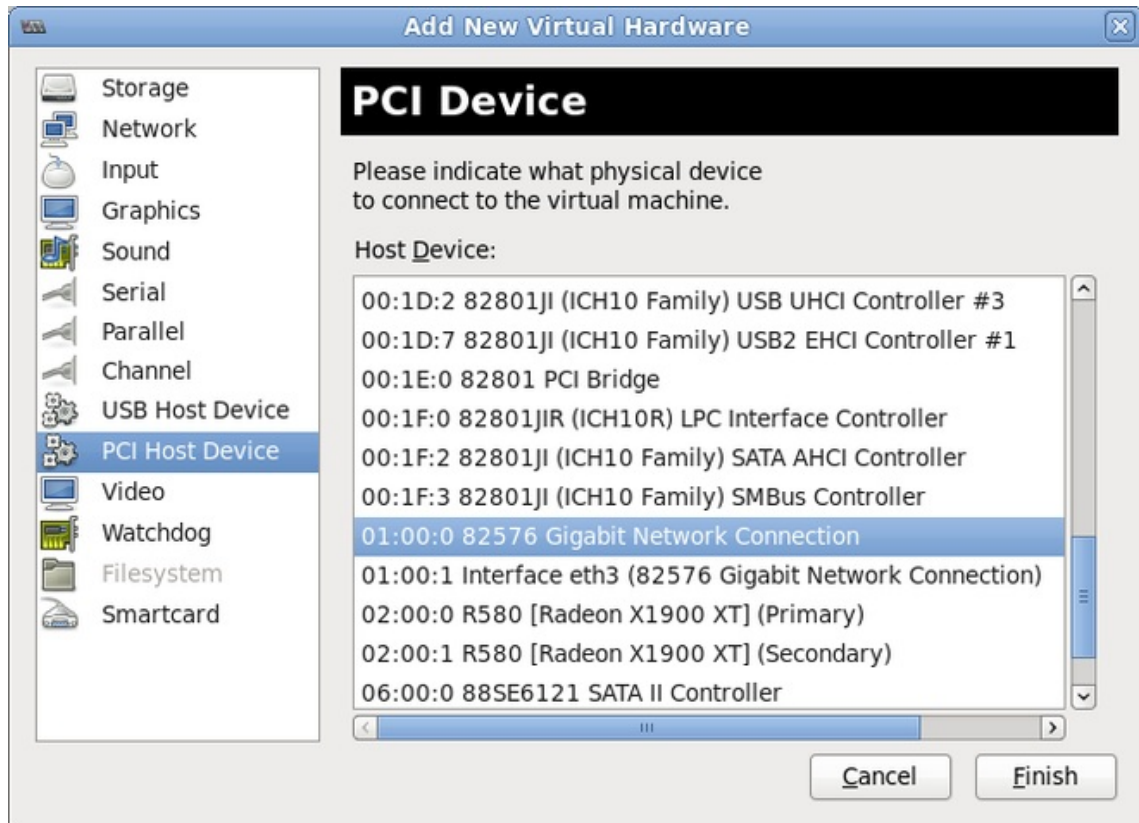 Add New Virtual Hardware
Storage
Network
Input
Graphics
Sound
Serial
Parallel
Channel
USB Host Device
PCI Host Device
Video
Watchdog
Filesystem
Smartcard
PCI Device
Please indicate what physical device
to connect to the virtual machine.
Host Device:
00:1D:2 82801JI (ICH10 Family) USB UHCI Controller #3
00:1D:7 82801JI (ICH10 Family) USB2 EHCI Controller #1
00:1E:0 82801 PCI Bridge
00:1F:0 82801JIR (ICH10R) LPC Interface Controller
00:1F:2 82801JI (ICH10 Family) SATA AHCI Controller
00:1F:3 82801JI (ICH10 Family) SMBus Controller
01:00:0 82576 Gigabit Network Connection
01:00:1 Interface eth3 (82576 Gigabit Network Connection)
02:00:0 R580 [Radeon X1900 XT] (Primary)
02:00:1 R580 [Radeon X1900 XT] (Secondary)
06:00:0 88SE6121 SATA II Controller
Cancel
Finish